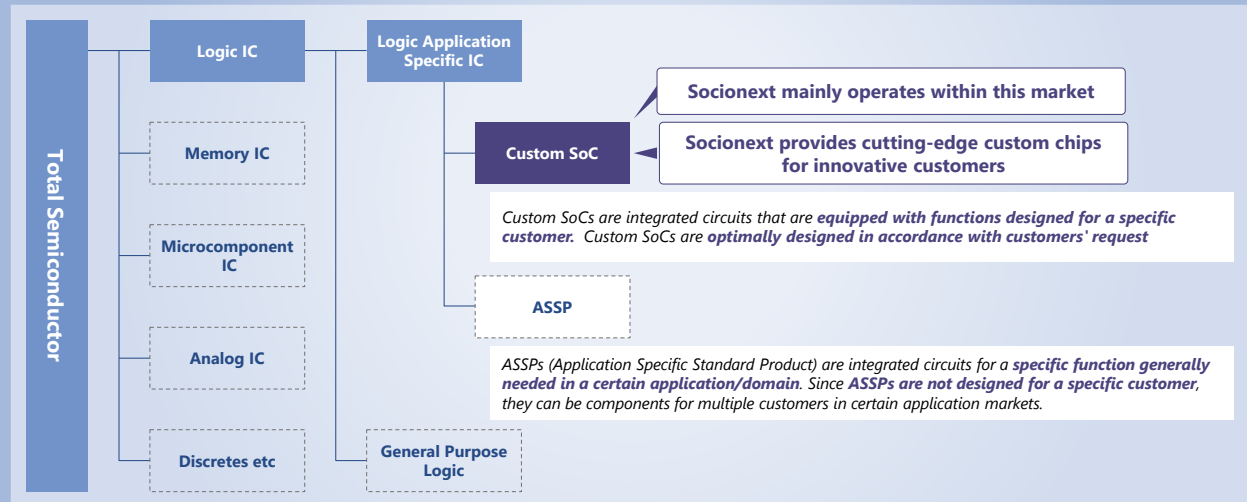 Total Semiconductor
Logic IC
Logic Application
Specific IC
Socionext mainly operates within this market
Memory IC
Custom SoC
Socionext provides cutting-edge custom chips
for innovative customers
Custom SoCs are integrated circuits that are equipped with functions designed for a specific
customer. Custom SoCs are optimally designed in accordance with customers' request
Microcomponent
IC
ASSP
Analog IC
ASSPs (Application Specific Standard Product) are integrated circuits for a specific function generally
needed in a certain application/domain. Since ASSPs are not designed for a specific customer,
they can be components for multiple customers in certain application markets.
Discretes etc
General Purpose
Logic